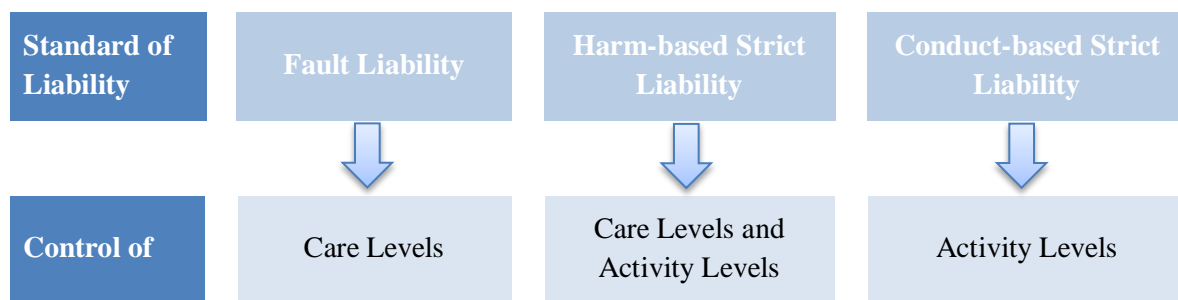 Standard of
Liability
Fault Liability
Harm-based Strict
Liability
Conduct-based Strict
Liability
Control of
Care Levels
Care Levels and
Activity Levels
Activity Levels